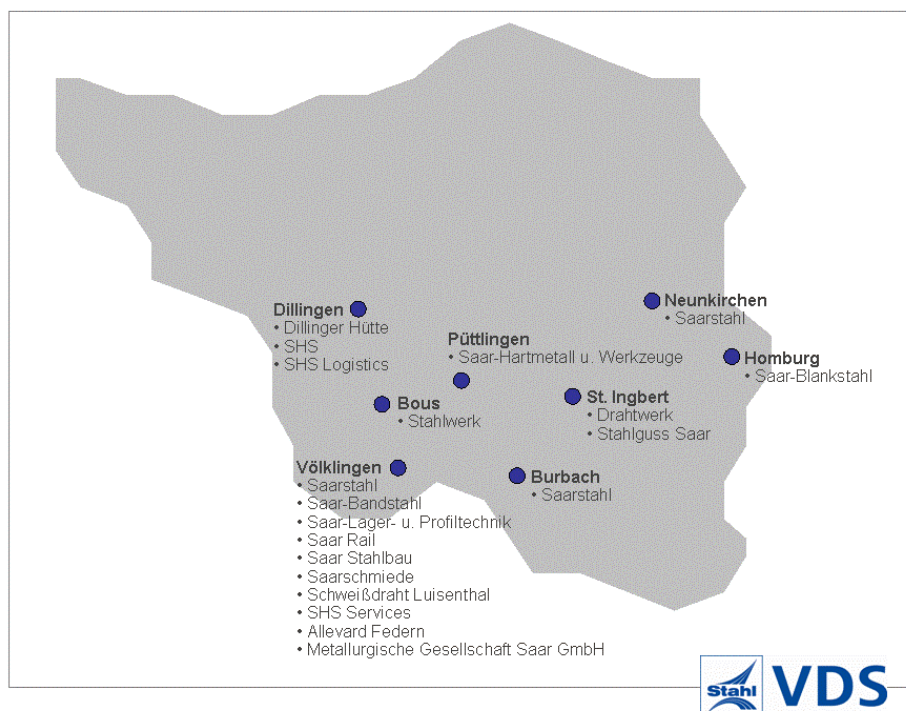 Dillingen
• Dillinger Hütte
• SHS
• SHS Logistics
Püttlingen
• Saar-Hartmetall u. Werkzeuge
Neunkirchen
• Saarstahl
Homburg
• Saar-Blankstahl
Bous
• Stahlwerk
St. Ingbert
• Drahtwerk
• Stahlguss Saar
Völklingen
• Saarstahl
• Saar-Bandstahl
• Saar-Lager- u. Profiltechnik
• Saar Rail
• Saar Stahlbau
• Saarschmiede
• Schweißdraht Luisenthal
• SHS Services
• Allevard Federn
• Metallurgische Gesellschaft Saar GmbH
Burbach
• Saarstahl
Stahl VDS